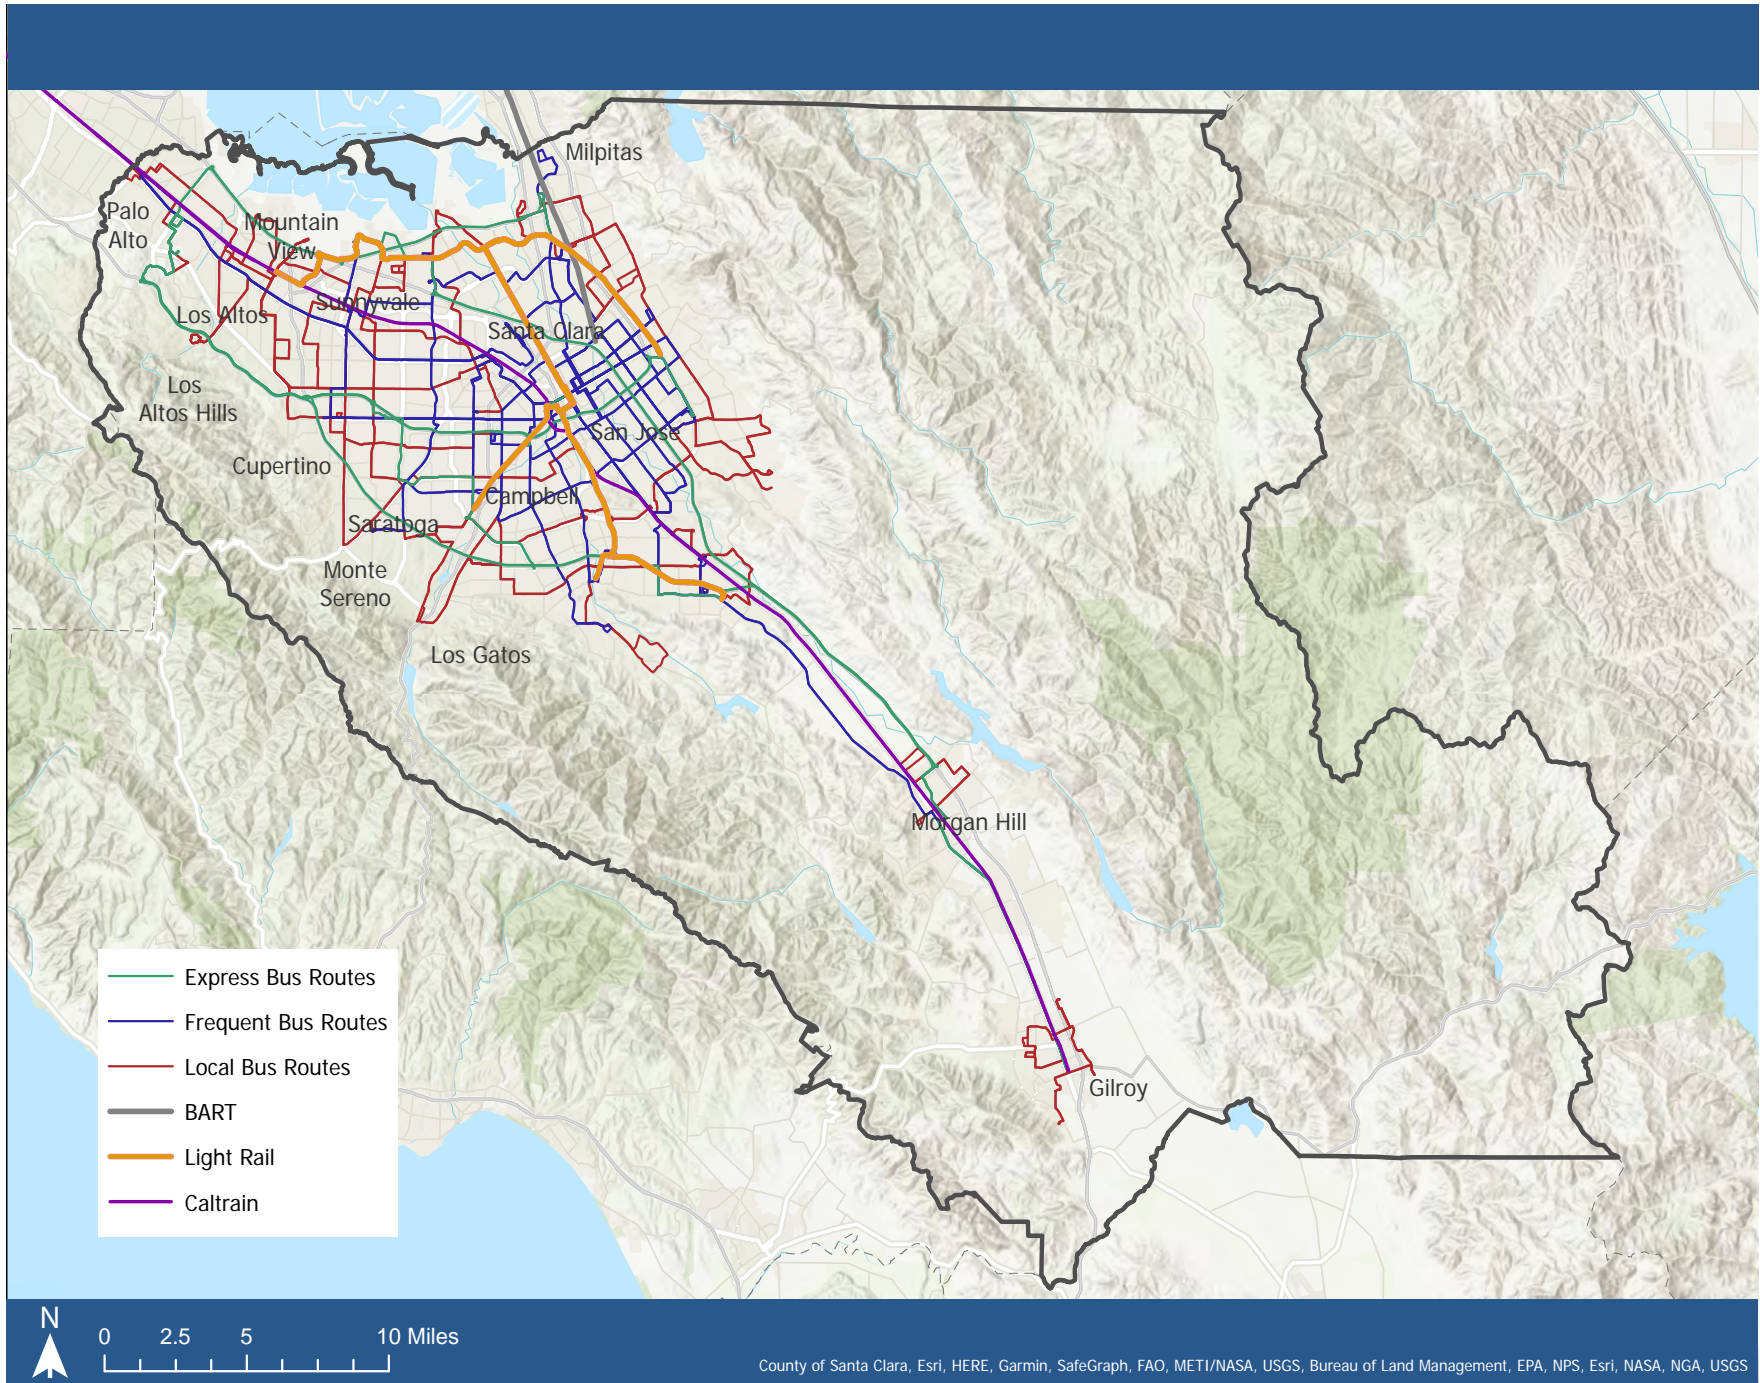 Milpitas
Palo
Alto
Mountain
View
Sunnyvale
Los Altos
Santa Clara
Los
Altos Hills
San Jose
Cupertino
Campbell
Saratoga
Monte
Sereno
Los Gatos
Morgan Hill
Gilroy
Express Bus Routes
Frequent Bus Routes
Local Bus Routes
BART
Light Rail
Caltrain
N
0 2.5 5 10 Miles
County of Santa Clara, Esri, HERE, Garmin, SafeGraph, FAO, METI/NASA, USGS, Bureau of Land Management, EPA, NPS, Esri, NASA, NGA, USGS